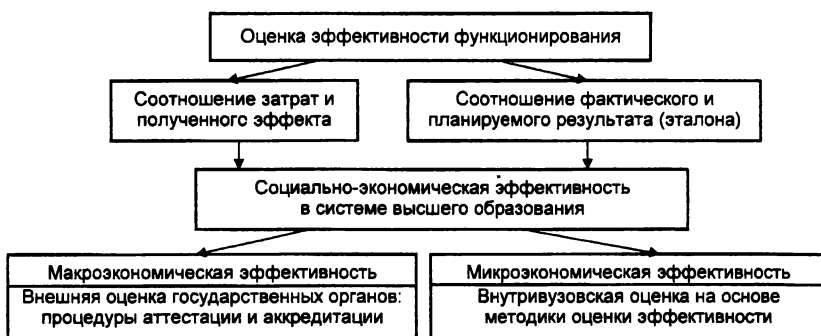 Оценка эффективности функционирования
Соотношение затрат и
полученного эффекта
Соотношение фактического и
планируемого результата (эталона)
Социально-экономическая эффективность
в системе высшего образования
Макроэкономическая эффективность
Внешняя оценка государственных органов:
процедуры аттестации и аккредитации
Микроэкономическая эффективность
Внутривузовская оценка на основе
методики оценки эффективности